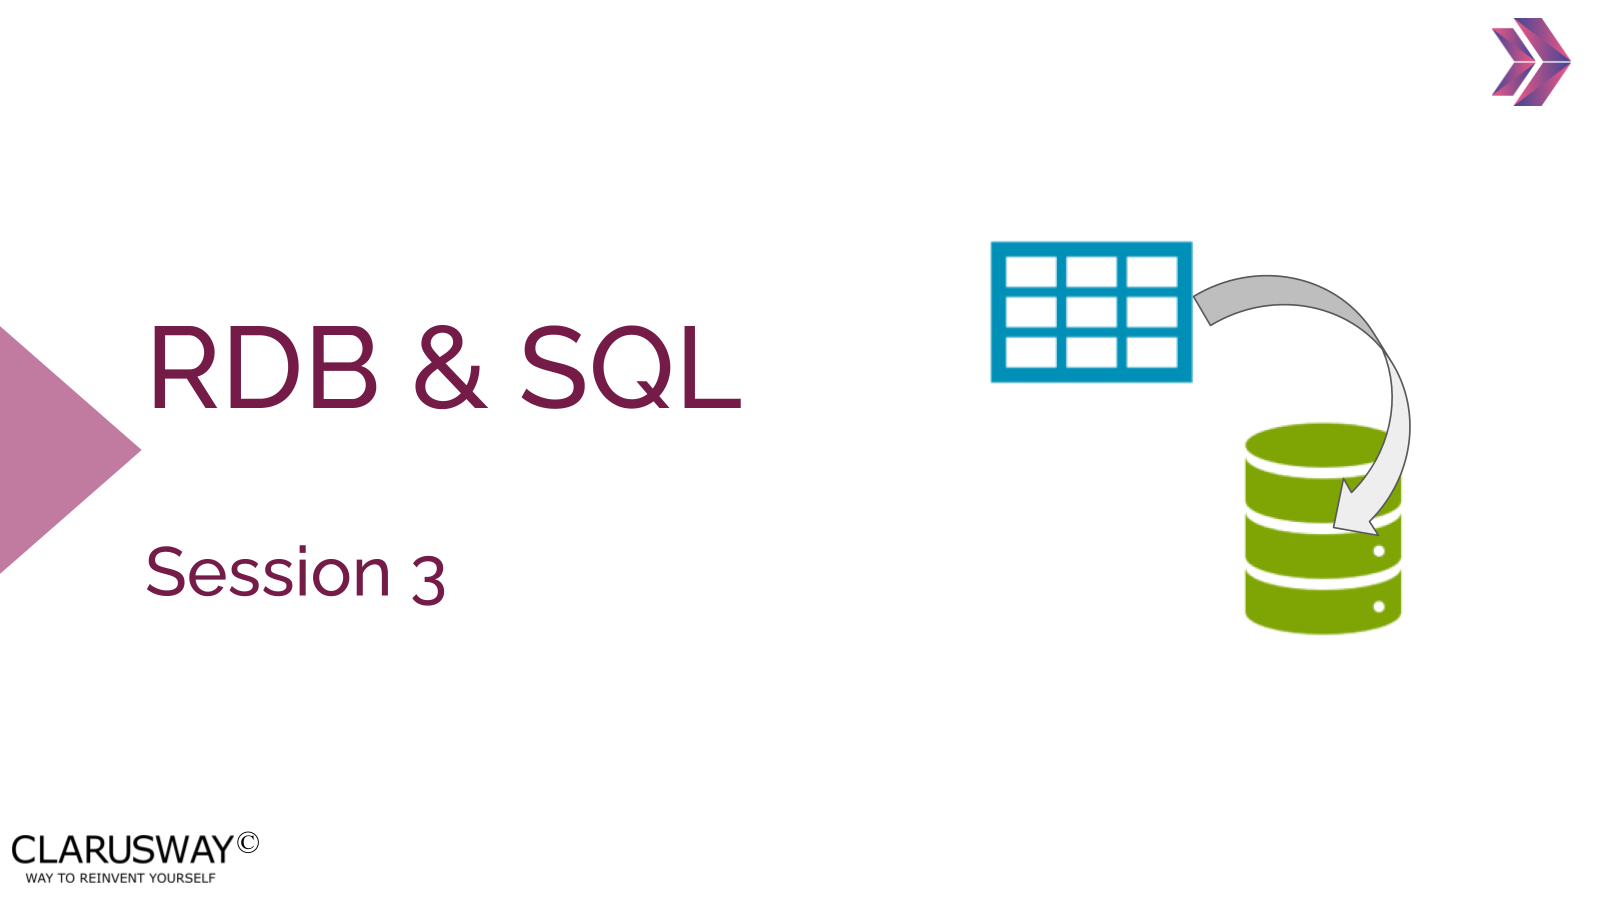 RDB & SQL
Session 3
CLARUSWAY©
WAY TO REINVENT YOURSELF